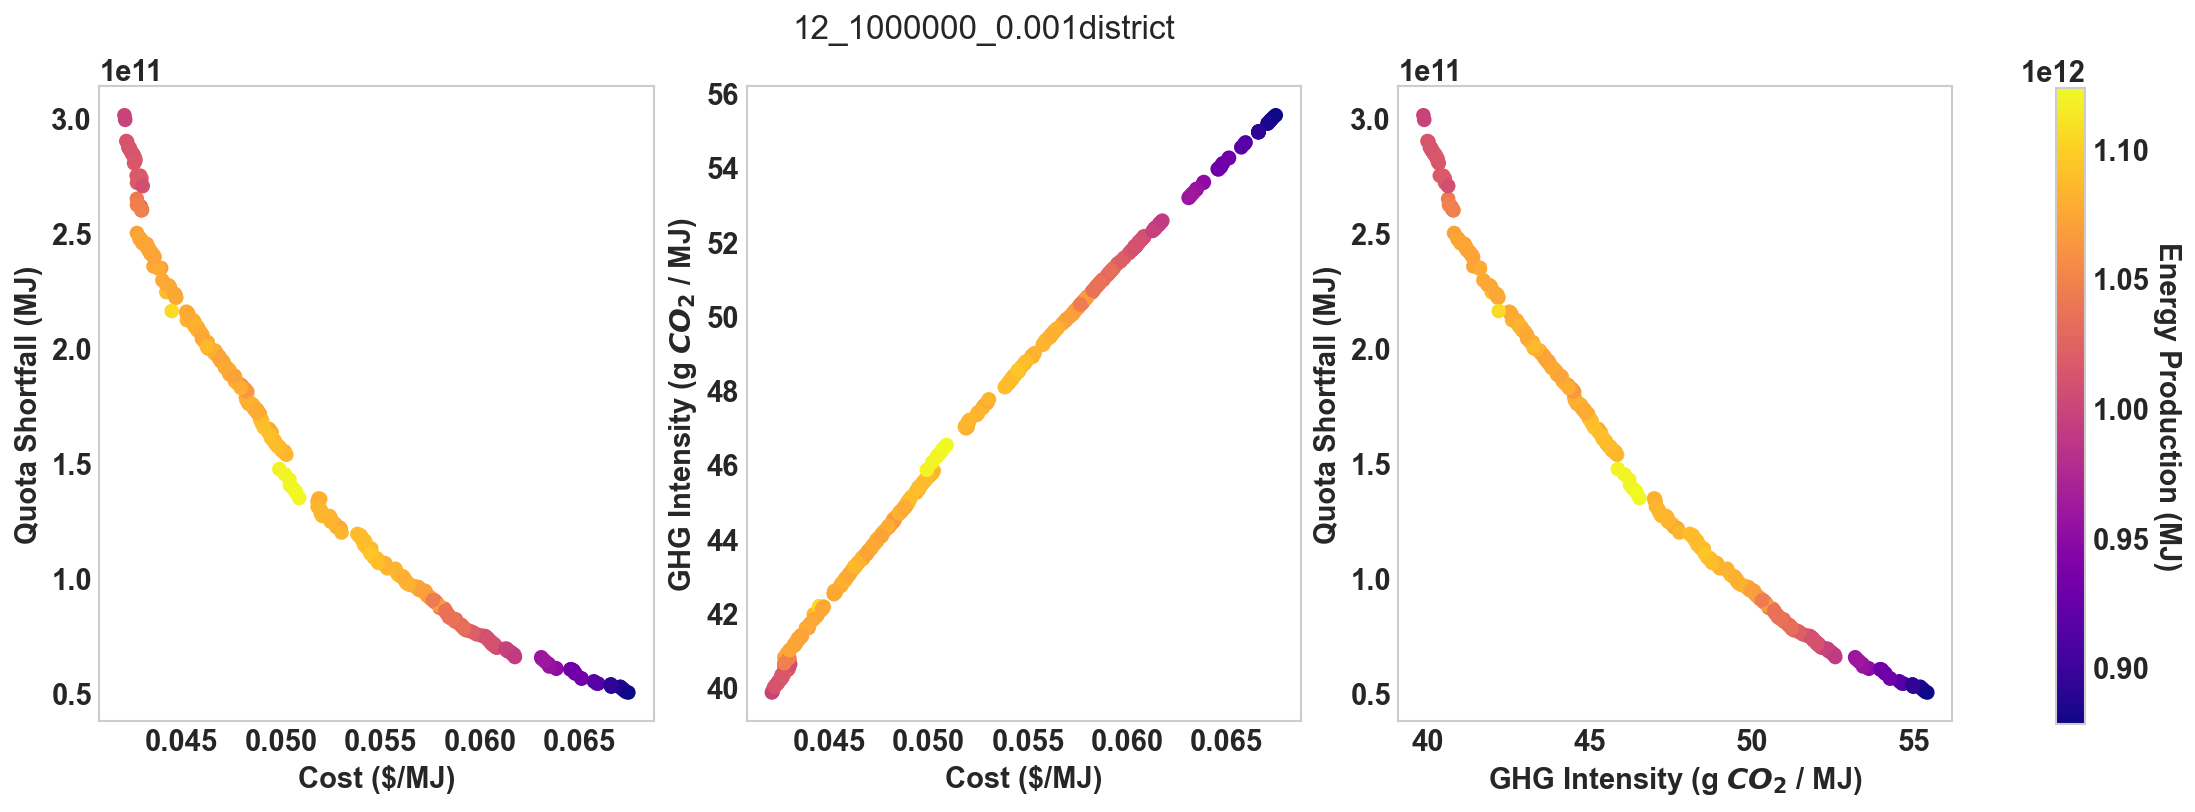 12_1000000_0.001district
1e11
3.0
2.5
2.0
1.5
1.0
0.5
Quota Shortfall (MJ)
0.045 0.050 0.055 0.060 0.065
Cost ($/MJ)
56
54
52
50
48
46
44
42
40
GHG Intensity (g CO₂ / MJ)
0.045 0.050 0.055 0.060 0.065
Cost ($/MJ)
1e11
3.0
2.5
2.0
1.5
1.0
0.5
Quota Shortfall (MJ)
40 45 50 55
GHG Intensity (g CO₂ / MJ)
1e12
1.10
1.05
1.00
0.95
0.90
Energy Production (MJ)